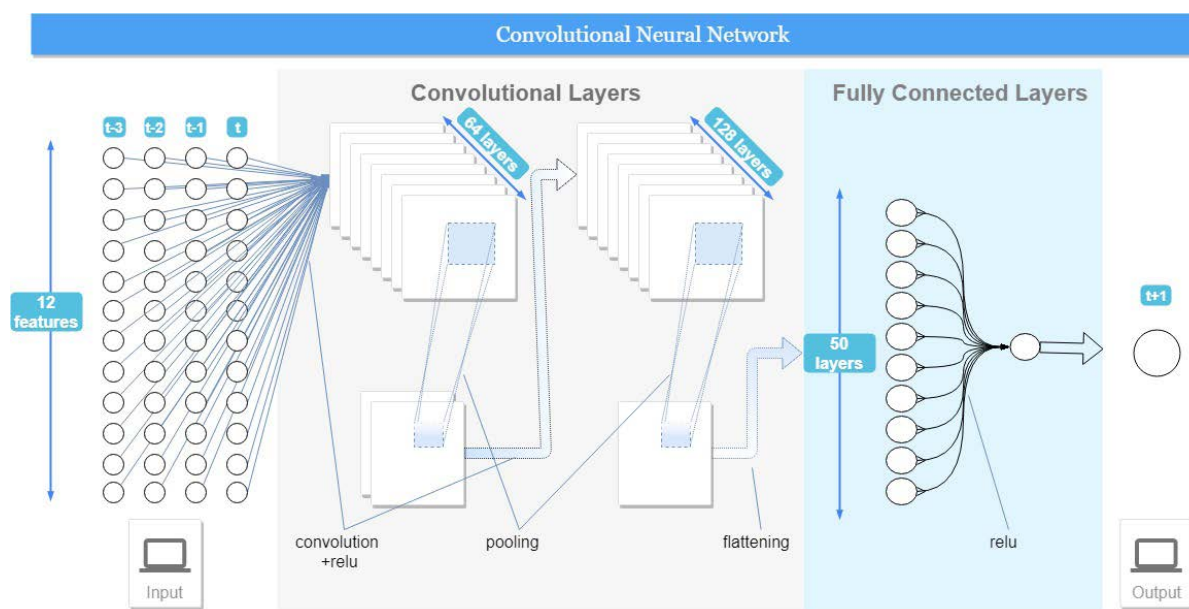 Convolutional Neural Network
Convolutional Layers
Fully Connected Layers
t-3
t-2
t-1
t
64 layers
128 layers
12
features
50
layers
t+1
convolution
+relu
pooling
flattening
relu
Input
Output